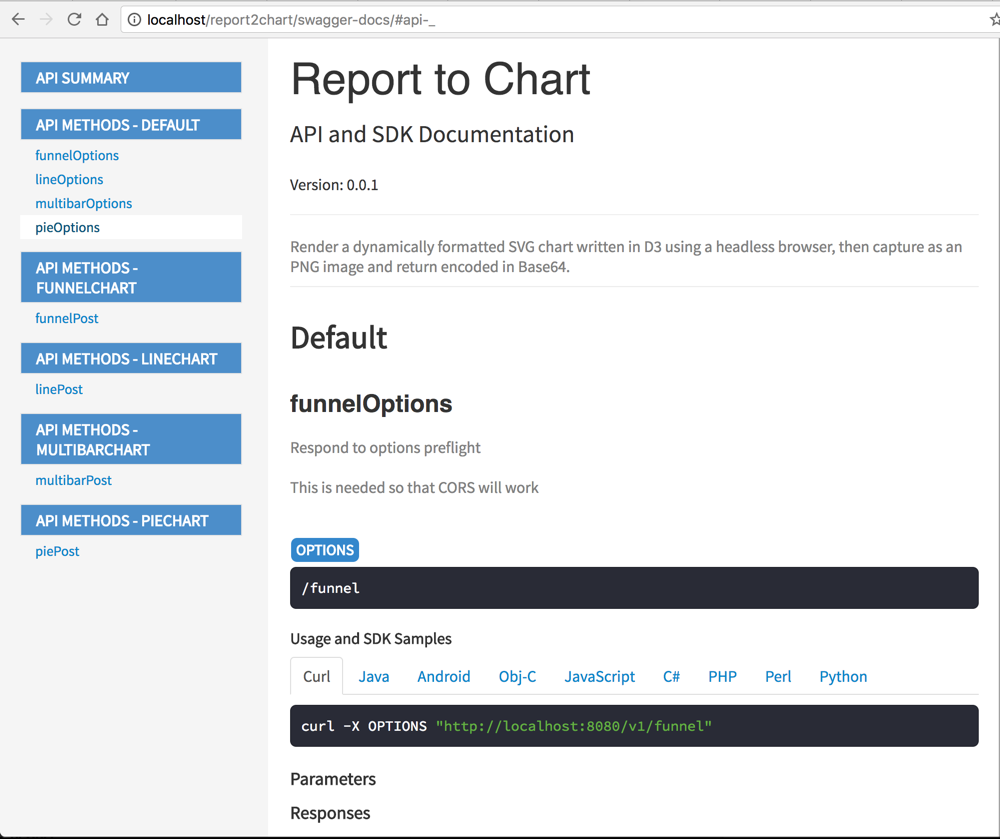 localhost/report2chart/swagger-docs/#api-_
API SUMMARY
API METHODS - DEFAULT
funnelOptions
lineOptions
multibarOptions
pieOptions
API METHODS -
FUNNELCHART
funnelPost
API METHODS - LINECHART
linePost
API METHODS -
MULTIBARCHART
multibarPost
API METHODS - PIECHART
piePost
Report to Chart
API and SDK Documentation
Version: 0.0.1
Render a dynamically formatted SVG chart written in D3 using a headless browser, then capture as an
PNG image and return encoded in Base64.
Default
funnelOptions
Respond to options preflight
This is needed so that CORS will work
OPTIONS
/funnel
Usage and SDK Samples
Curl Java Android Obj-C JavaScript C# PHP Perl Python
curl -X OPTIONS "http://localhost:8080/v1/funnel"
Parameters
Responses